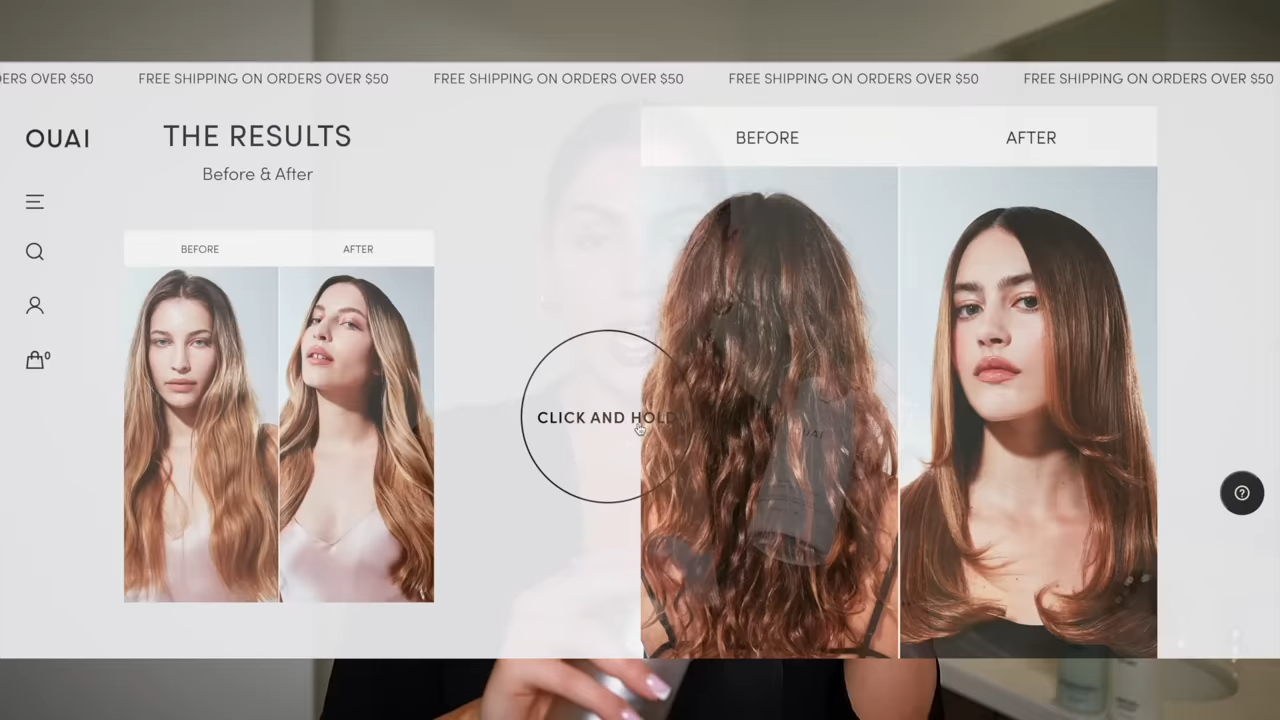 ERS OVER $50 FREE SHIPPING ON ORDERS OVER $50 FREE SHIPPING ON ORDERS OVER $50 FREE SHIPPING ON ORDERS OVER $50 FREE SHIPPING ON ORDERS OVER $50
OUAI
0
THE RESULTS
Before & After
BEFORE AFTER
CLICK AND HOLD
BEFORE AFTER
OUAI